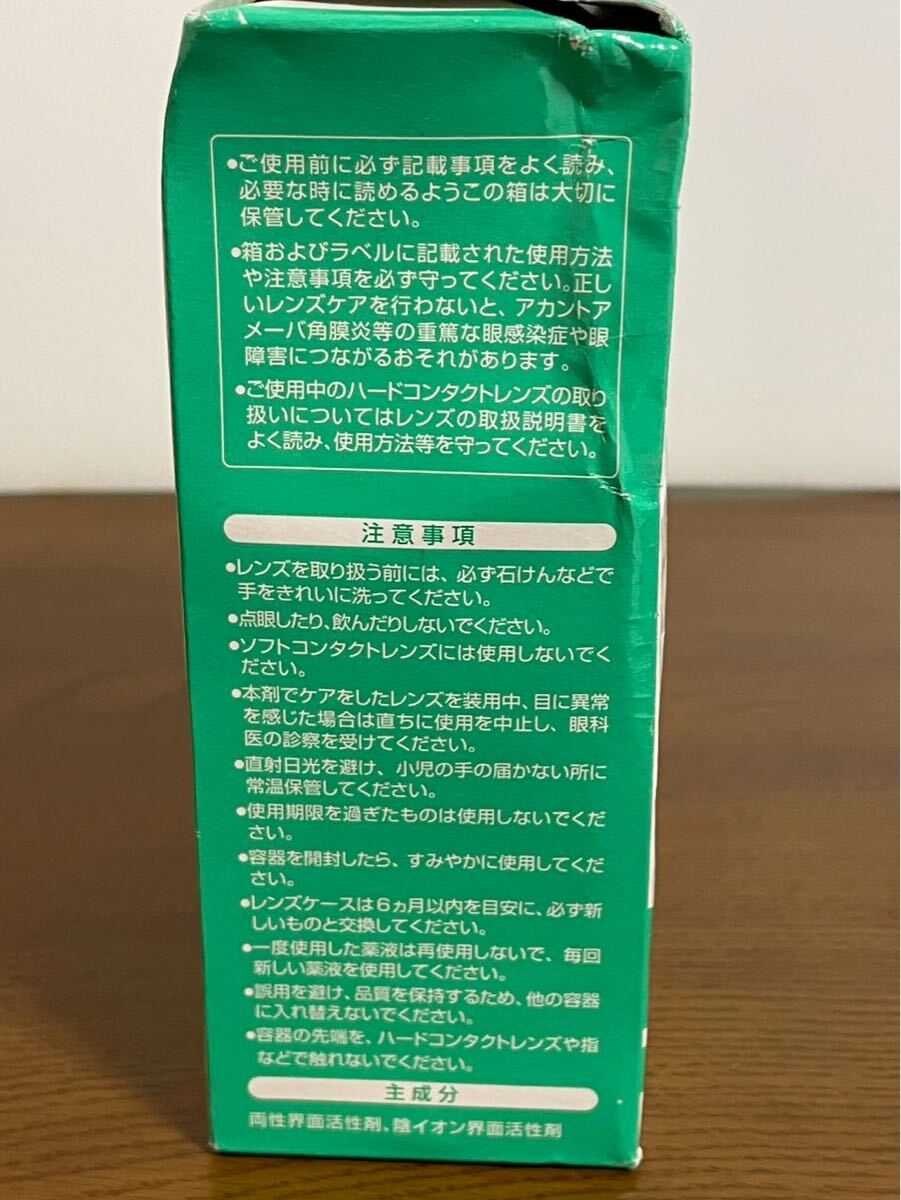 ●ご使用前に必ず記載事項をよく読み、
必要な時に読めるようこの箱は大切に
保管してください。
●箱およびラベルに記載された使用方法
や注意事項を必ず守ってください。正し
いレンズケアを行わないと、アカントア
メーバ角膜炎等の重篤な眼感染症や眼
障害につながるおそれがあります。
●ご使用中のハードコンタクトレンズの取り
扱いについてはレンズの取扱説明書を
よく読み、使用方法等を守ってください。
注意事項
●レンズを取り扱う前には、必ず石けんなどで
手をきれいに洗ってください。
●点眼したり、飲んだりしないでください。
●ソフトコンタクトレンズには使用しないでく
ださい。
●本剤でケアをしたレンズを装用中、目に異常
を感じた場合は直ちに使用を中止し、眼科
医の診察を受けてください。
●直射日光を避け、小児の手の届かない所に
常温保管してください。
●使用期限を過ぎたものは使用しないでくだ
さい。
●容器を開封したら、すみやかに使用してくだ
さい。
●レンズケースは6ヵ月以内を目安に、必ず新
しいものと交換してください。
●一度使用した薬液は再使用しないで、毎回
新しい薬液を使用してください。
●誤用を避け、品質を保持するため、他の容器
に入れ替えないでください。
●容器の先端を、ハードコンタクトレンズや指
などで触れないでください。
主成分
両性界面活性剤、陰イオン界面活性剤